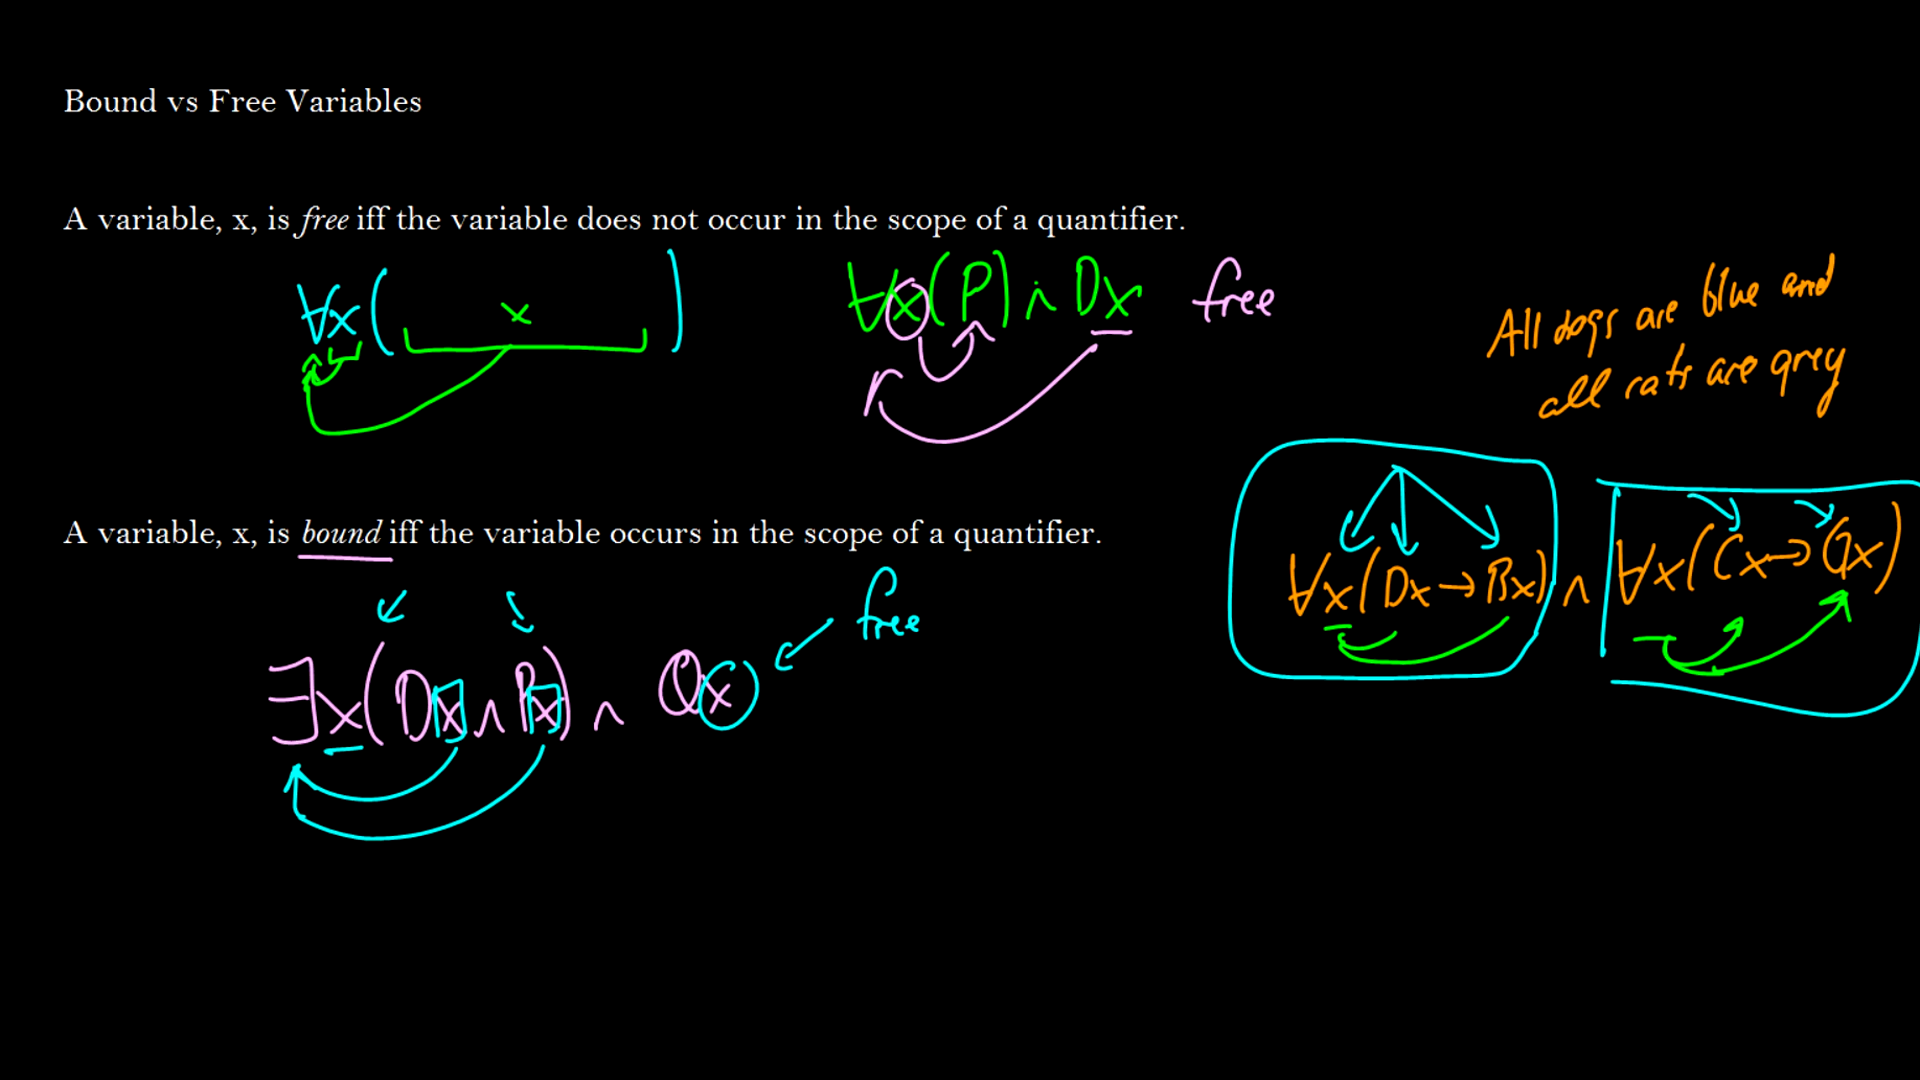 Bound vs Free Variables
A variable, x, is free iff the variable does not occur in the scope of a quantifier.
∀x( x )
∀x(P) ∧ Dx free
All dogs are blue and
all cats are grey
A variable, x, is bound iff the variable occurs in the scope of a quantifier.
free
∃x(Dx ∧ Bx) ∧ Qx
∀x(Dx → Bx) ∧ ∀x(Cx → Gx)